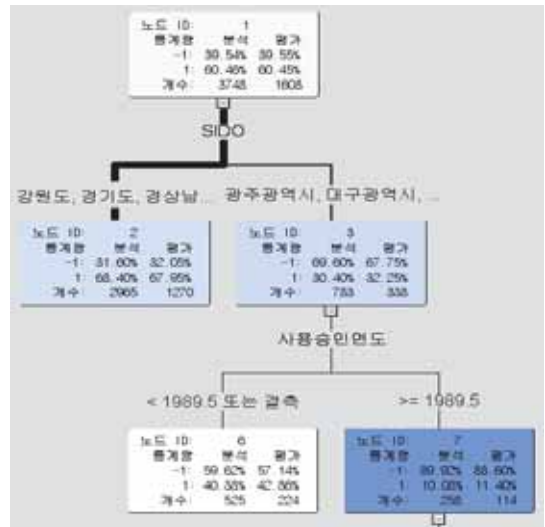 노드 ID: 1
통계량 분석 평가
-1: 39.54% 39.55%
1: 60.46% 60.45%
개수: 3748 1608
SIDO
강원도, 경기도, 경상남... 광주광역시, 대구광역시, ...
노드 ID: 2
통계량 분석 평가
-1: 31.60% 32.05%
1: 68.40% 67.95%
개수: 2965 1270
노드 ID: 3
통계량 분석 평가
-1: 69.60% 67.75%
1: 30.40% 32.25%
개수: 783 338
사용승인연도
< 1989.5 또는 결측 >= 1989.5
노드 ID: 6
통계량 분석 평가
-1: 59.62% 57.14%
1: 40.38% 42.86%
개수: 525 224
노드 ID: 7
통계량 분석 평가
-1: 89.92% 88.60%
1: 10.08% 11.40%
개수: 258 114